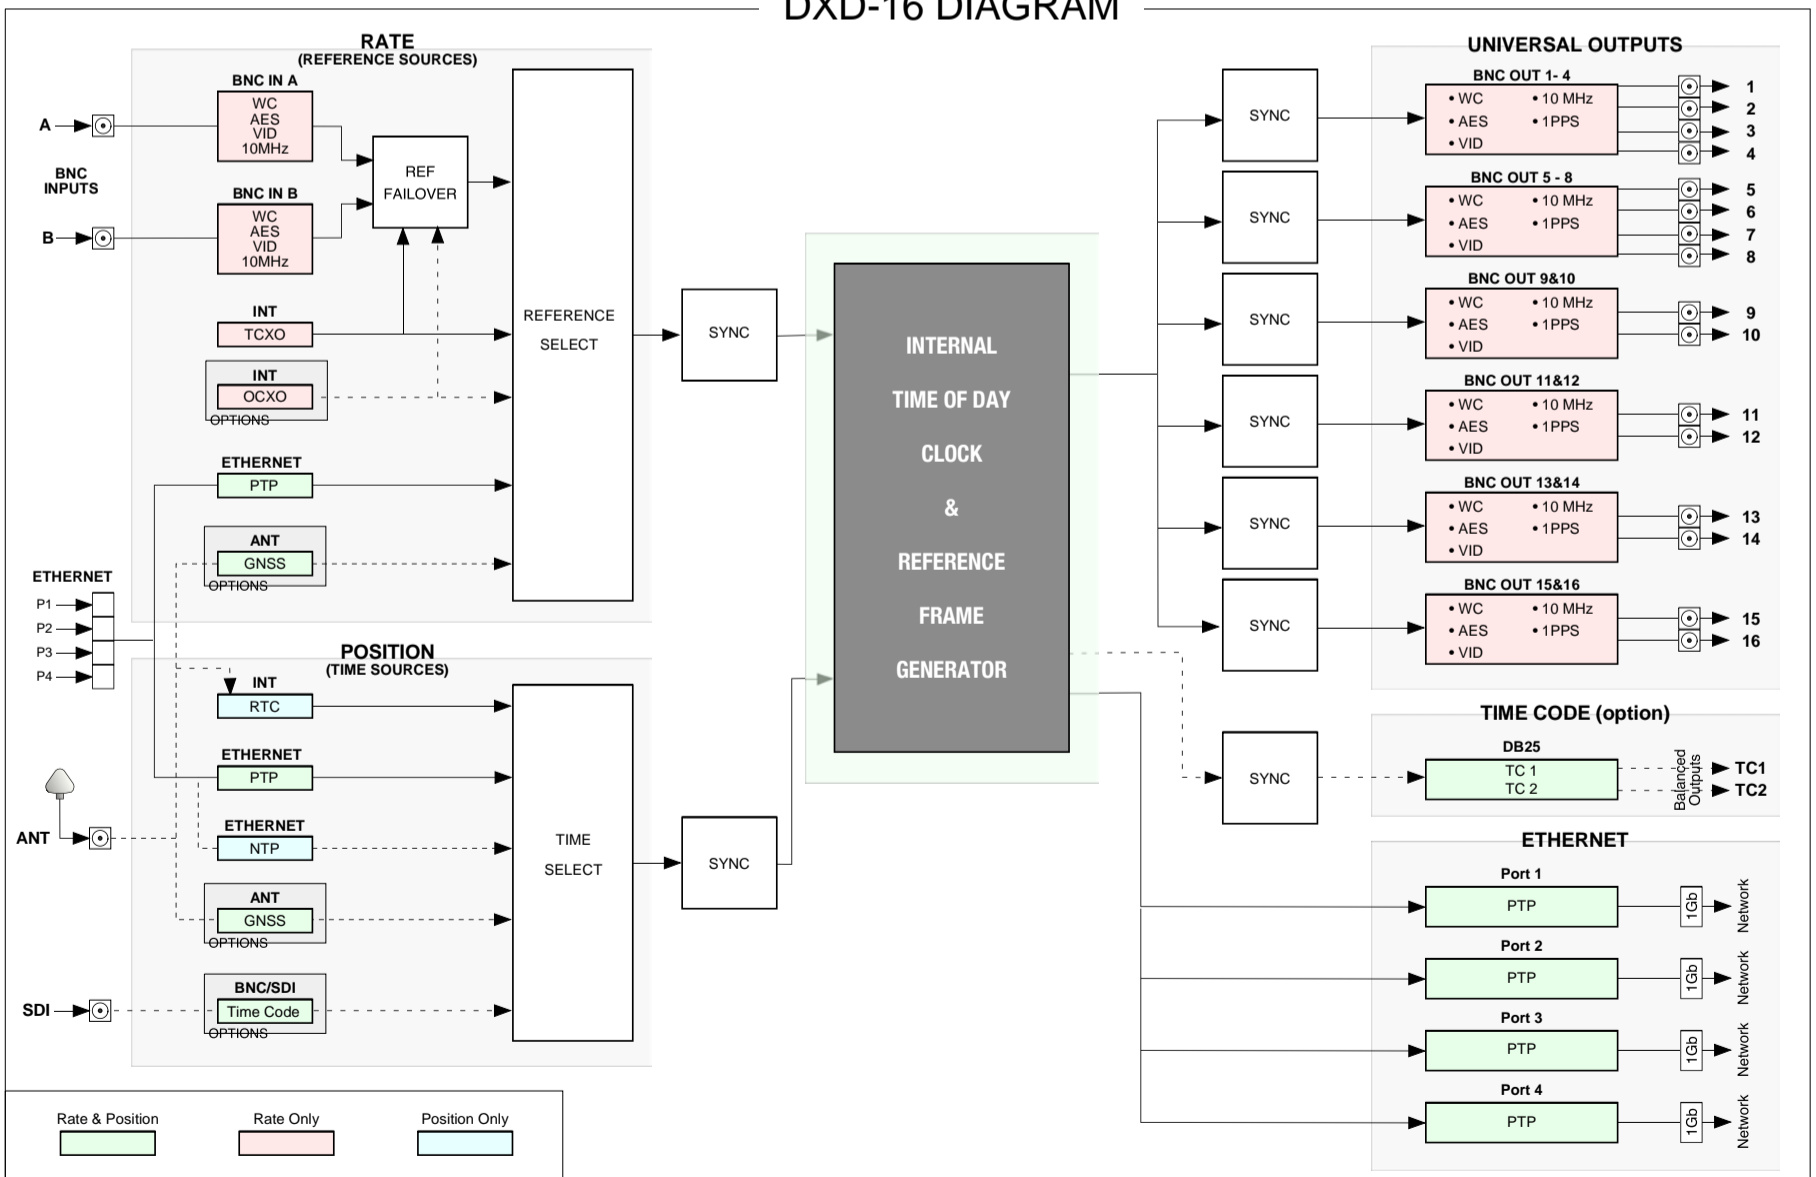 DXD-16 DIAGRAM
RATE
(REFERENCE SOURCES)
BNC IN A
WC
AES
VID
10MHz
A
BNC
INPUTS
BNC IN B
WC
AES
VID
10MHz
B
REF
FAILOVER
INT
TCXO
INT
OCXO
OPTIONS
ETHERNET
PTP
ANT
GNSS
OPTIONS
REFERENCE
SELECT
SYNC
ETHERNET
P1
P2
P3
P4
POSITION
(TIME SOURCES)
INT
RTC
ETHERNET
PTP
ETHERNET
NTP
ANT
ANT
GNSS
OPTIONS
SDI
BNC/SDI
Time Code
OPTIONS
TIME
SELECT
SYNC
INTERNAL
TIME OF DAY
CLOCK
&
REFERENCE
FRAME
GENERATOR
SYNC
SYNC
SYNC
SYNC
SYNC
SYNC
SYNC
UNIVERSAL OUTPUTS
BNC OUT 1- 4
• WC • 10 MHz
• AES • 1PPS
• VID
1
2
3
4
BNC OUT 5 - 8
• WC • 10 MHz
• AES • 1PPS
• VID
5
6
7
8
BNC OUT 9&10
• WC • 10 MHz
• AES • 1PPS
• VID
9
10
BNC OUT 11&12
• WC • 10 MHz
• AES • 1PPS
• VID
11
12
BNC OUT 13&14
• WC • 10 MHz
• AES • 1PPS
• VID
13
14
BNC OUT 15&16
• WC • 10 MHz
• AES • 1PPS
• VID
15
16
TIME CODE (option)
DB25
TC 1
TC 2
Balanced
Outputs
TC1
TC2
ETHERNET
Port 1
PTP
1Gb
Network
Port 2
PTP
1Gb
Network
Port 3
PTP
1Gb
Network
Port 4
PTP
1Gb
Network
Rate & Position
Rate Only
Position Only